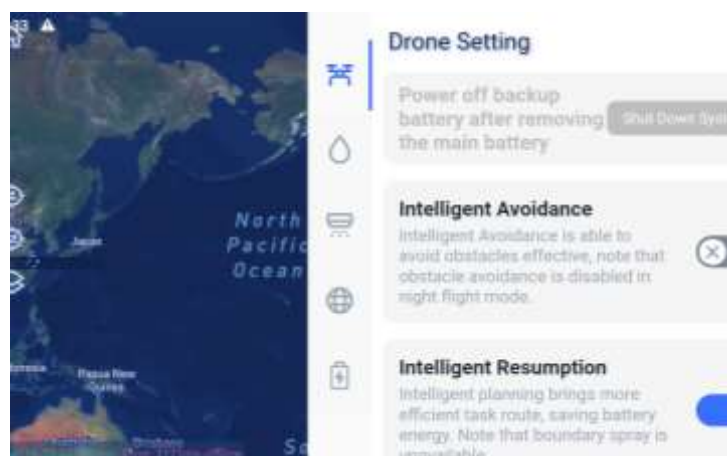 33
Drone Setting
Power off backup
battery after removing
the main battery
Shut Down
Intelligent Avoidance
Intelligent Avoidance is able to
avoid obstacles effective, note that
obstacle avoidance is disabled in
night flight mode.
Intelligent Resumption
Intelligent planning brings more
efficient task route, saving battery
energy. Note that boundary spray is
unavailable
North
Pacific
Ocean
Japan
Papua New
Guinea
Brisbane